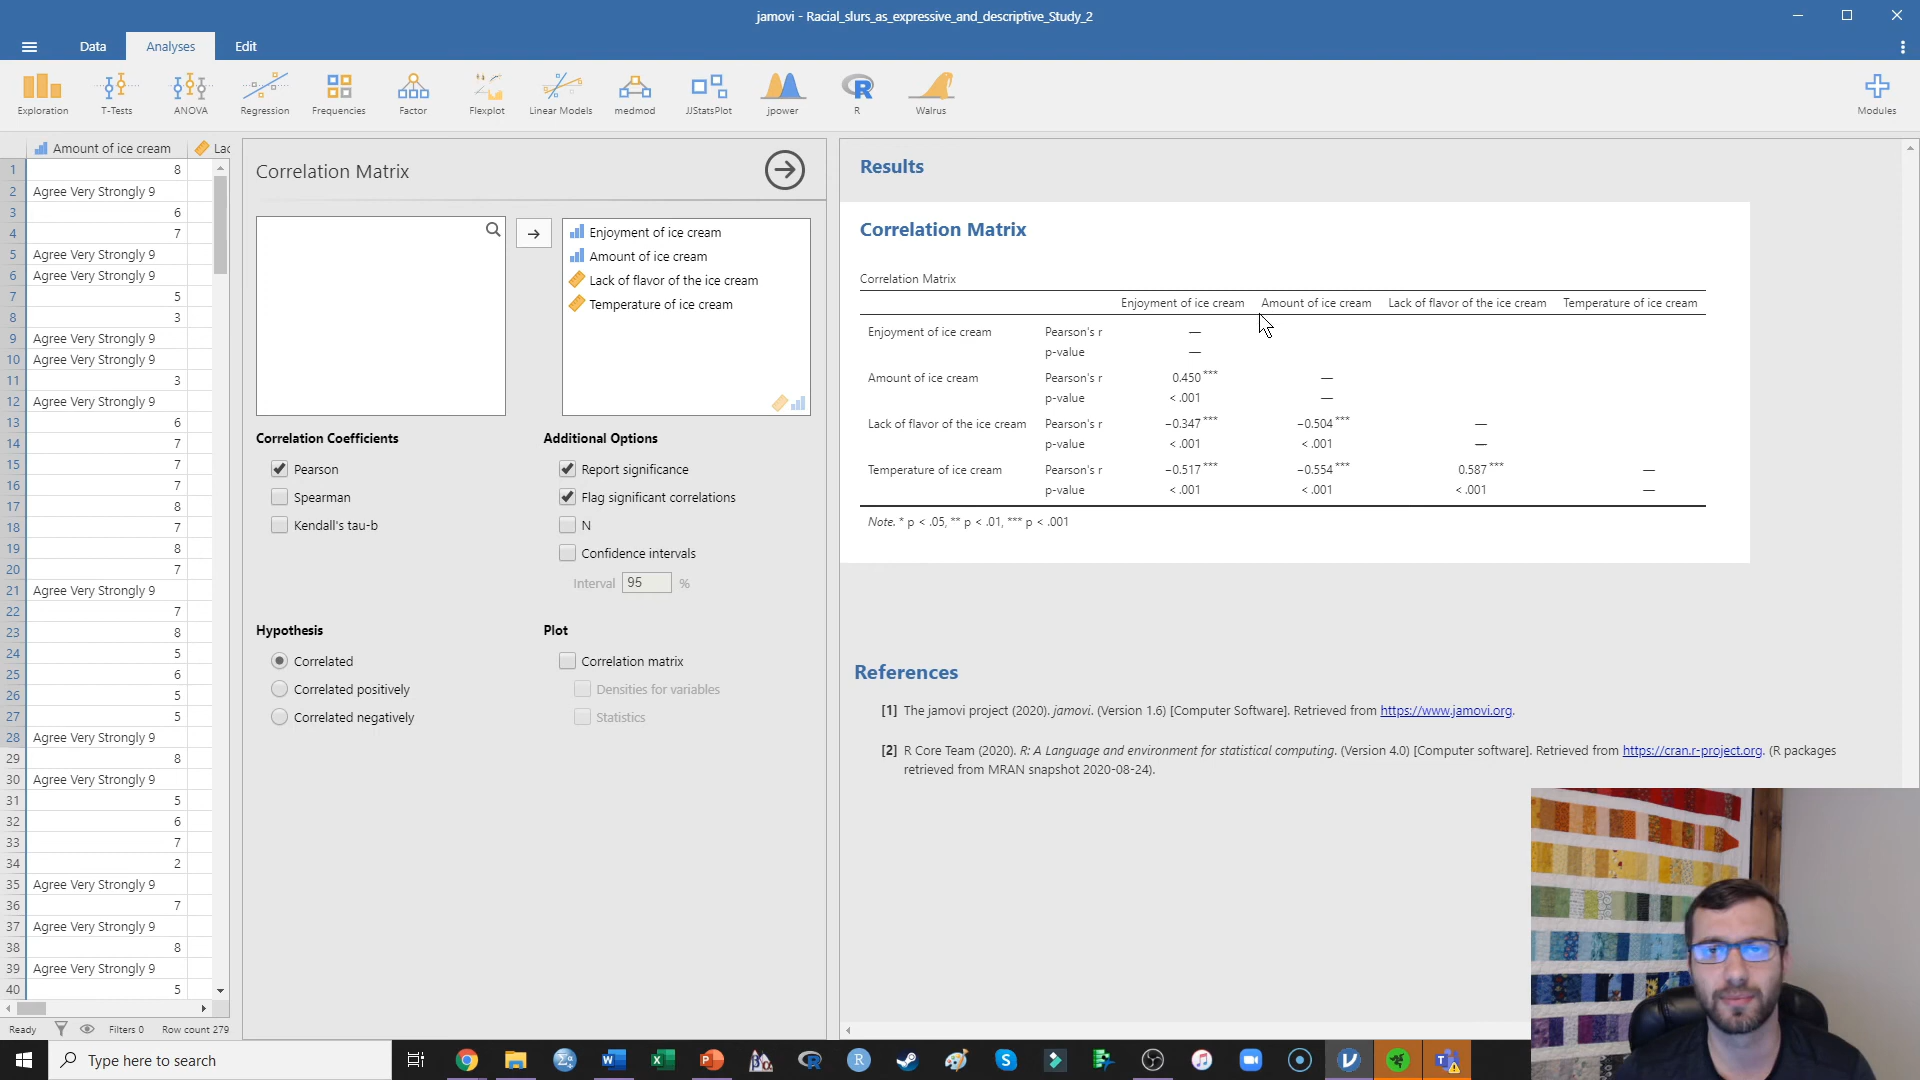 jamovi - Racial_slurs_as_expressive_and_descriptive_Study_2
Data
Analyses
Edit
Exploration
T-Tests
ANOVA
Regression
Frequencies
Factor
Flexplot
Linear Models
medmod
JJStatsPlot
jpower
R
Walrus
Modules
Amount of ice cream
Lac
1 8
2 Agree Very Strongly 9
3 6
4 7
5 Agree Very Strongly 9
6 Agree Very Strongly 9
7 5
8 3
9 Agree Very Strongly 9
10 Agree Very Strongly 9
11 3
12 Agree Very Strongly 9
13 6
14 7
15 7
16 7
17 8
18 7
19 8
20 7
21 Agree Very Strongly 9
22 7
23 8
24 5
25 6
26 5
27 5
28 Agree Very Strongly 9
29 8
30 Agree Very Strongly 9
31 5
32 6
33 7
34 2
35 Agree Very Strongly 9
36 7
37 Agree Very Strongly 9
38 8
39 Agree Very Strongly 9
40 5
Ready
Filters 0
Row count 279
Correlation Matrix
Enjoyment of ice cream
Amount of ice cream
Lack of flavor of the ice cream
Temperature of ice cream
Correlation Coefficients
Pearson
Spearman
Kendall's tau-b
Additional Options
Report significance
Flag significant correlations
N
Confidence intervals
Interval 95 %
Hypothesis
Correlated
Correlated positively
Correlated negatively
Plot
Correlation matrix
Densities for variables
Statistics
Results
Correlation Matrix
Correlation Matrix
Enjoyment of ice cream Amount of ice cream Lack of flavor of the ice cream Temperature of ice cream
Enjoyment of ice cream Pearson's r —
p-value —
Amount of ice cream Pearson's r 0.450 *** —
p-value < .001 —
Lack of flavor of the ice cream Pearson's r −0.347 *** −0.504 *** —
p-value < .001 < .001 —
Temperature of ice cream Pearson's r −0.517 *** −0.554 *** 0.587 *** —
p-value < .001 < .001 < .001 —
Note. * p < .05, ** p < .01, *** p < .001
References
[1] The jamovi project (2020). jamovi. (Version 1.6) [Computer Software]. Retrieved from https://www.jamovi.org.
[2] R Core Team (2020). R: A Language and environment for statistical computing. (Version 4.0) [Computer software]. Retrieved from https://cran.r-project.org. (R packages
retrieved from MRAN snapshot 2020-08-24).
Type here to search